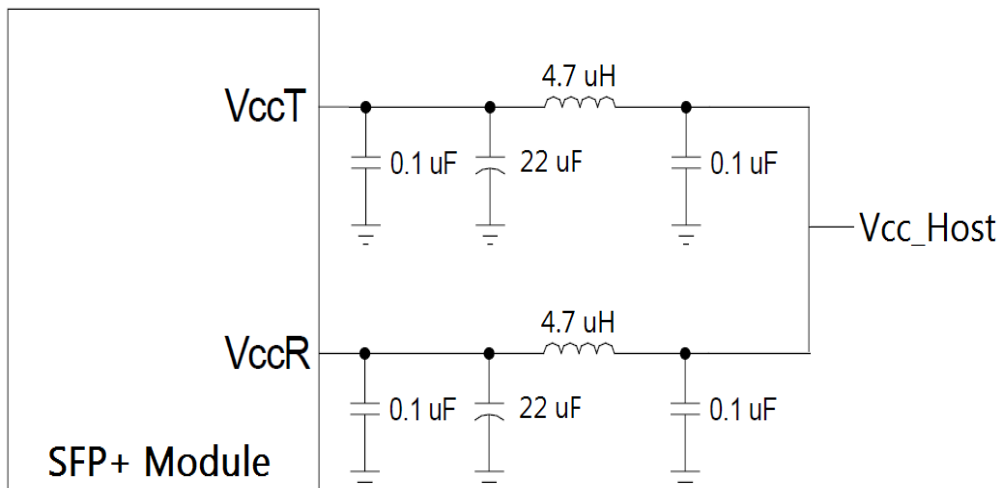 4.7 uH
VccT
0.1 uF
22 uF
0.1 uF
Vcc_Host
4.7 uH
VccR
0.1 uF
22 uF
0.1 uF
SFP+ Module